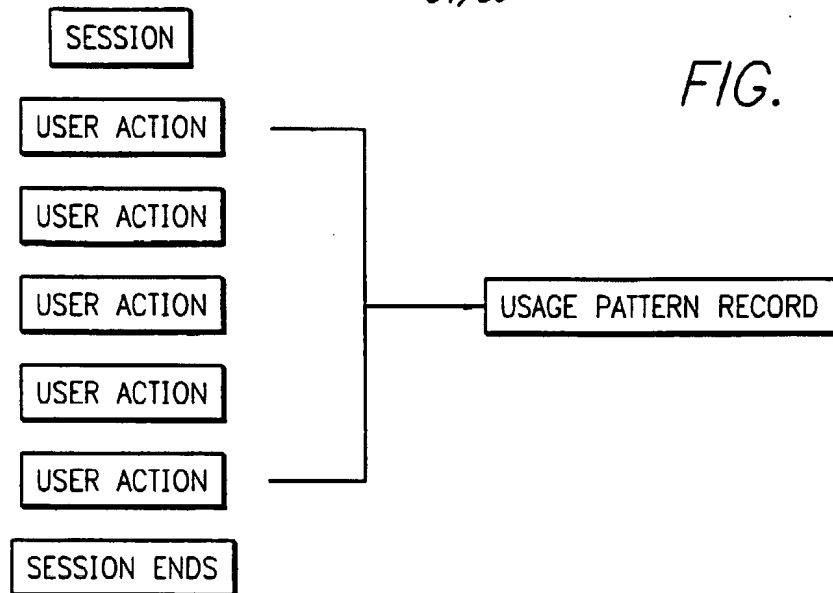 SESSION
FIG.
USER ACTION
USER ACTION
USER ACTION
USAGE PATTERN RECORD
USER ACTION
USER ACTION
SESSION ENDS